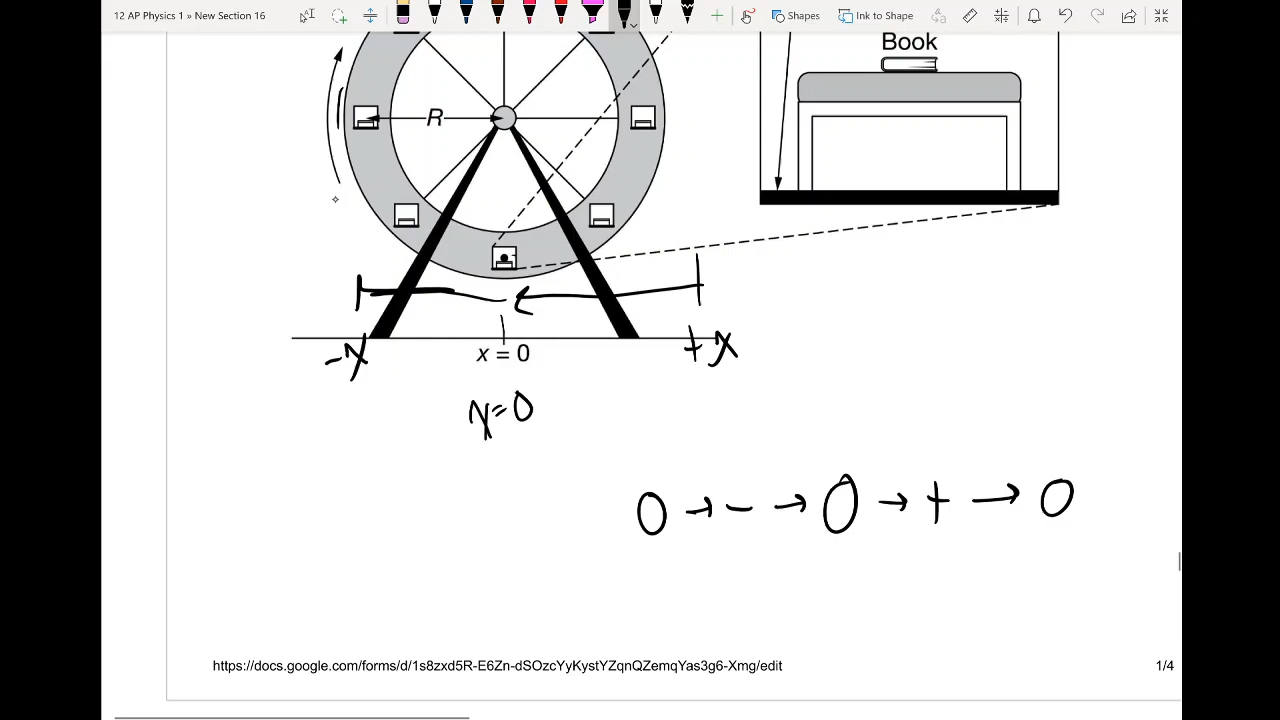 12 AP Physics 1 » New Section 16
Shapes
Ink to Shape
Book
R
-x
x = 0
+x
x=0
0 → - → 0 → + → 0
https://docs.google.com/forms/d/1s8zxd5R-E6Zn-dSOzcYyKystYZqnQZemqYas3g6-Xmg/edit
1/4